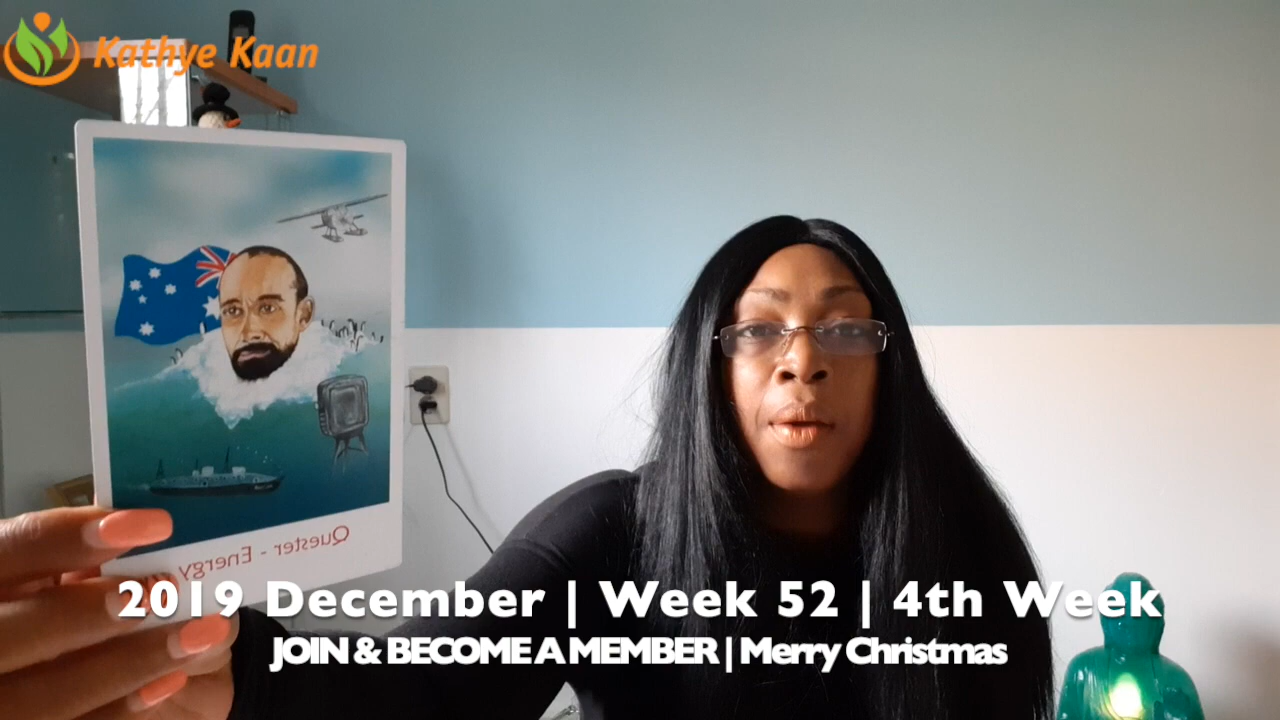 Kathye Kaan
Quester - Energy
2019 December | Week 52 | 4th Week
JOIN & BECOME A MEMBER | Merry Christmas